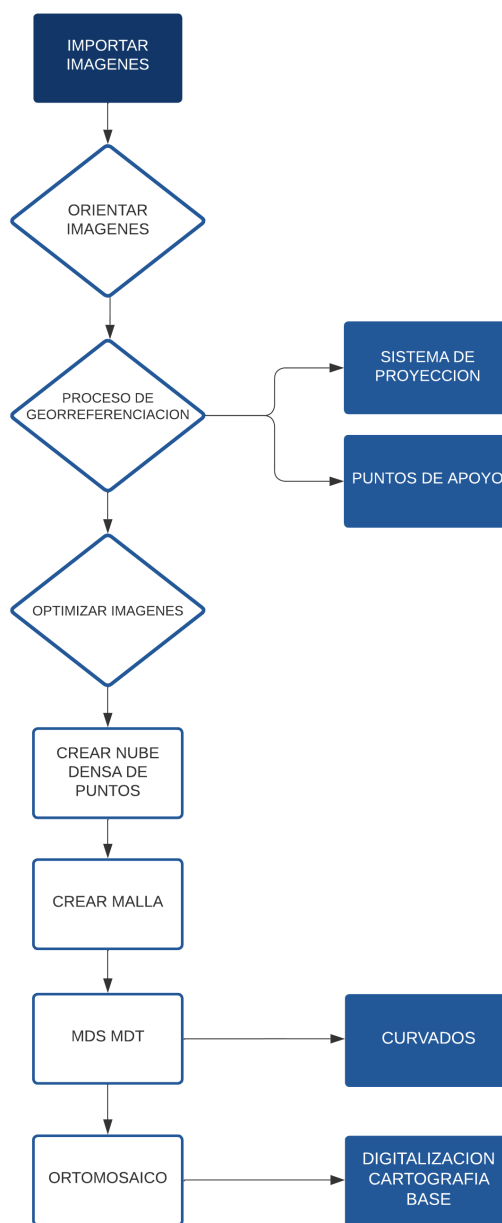 IMPORTAR
IMAGENES
ORIENTAR
IMAGENES
PROCESO DE
GEORREFERENCIACION
SISTEMA DE
PROYECCION
PUNTOS DE APOYO
OPTIMIZAR IMAGENES
CREAR NUBE
DENSA DE
PUNTOS
CREAR MALLA
MDS MDT
CURVADOS
ORTOMOSAICO
DIGITALIZACION
CARTOGRAFIA
BASE